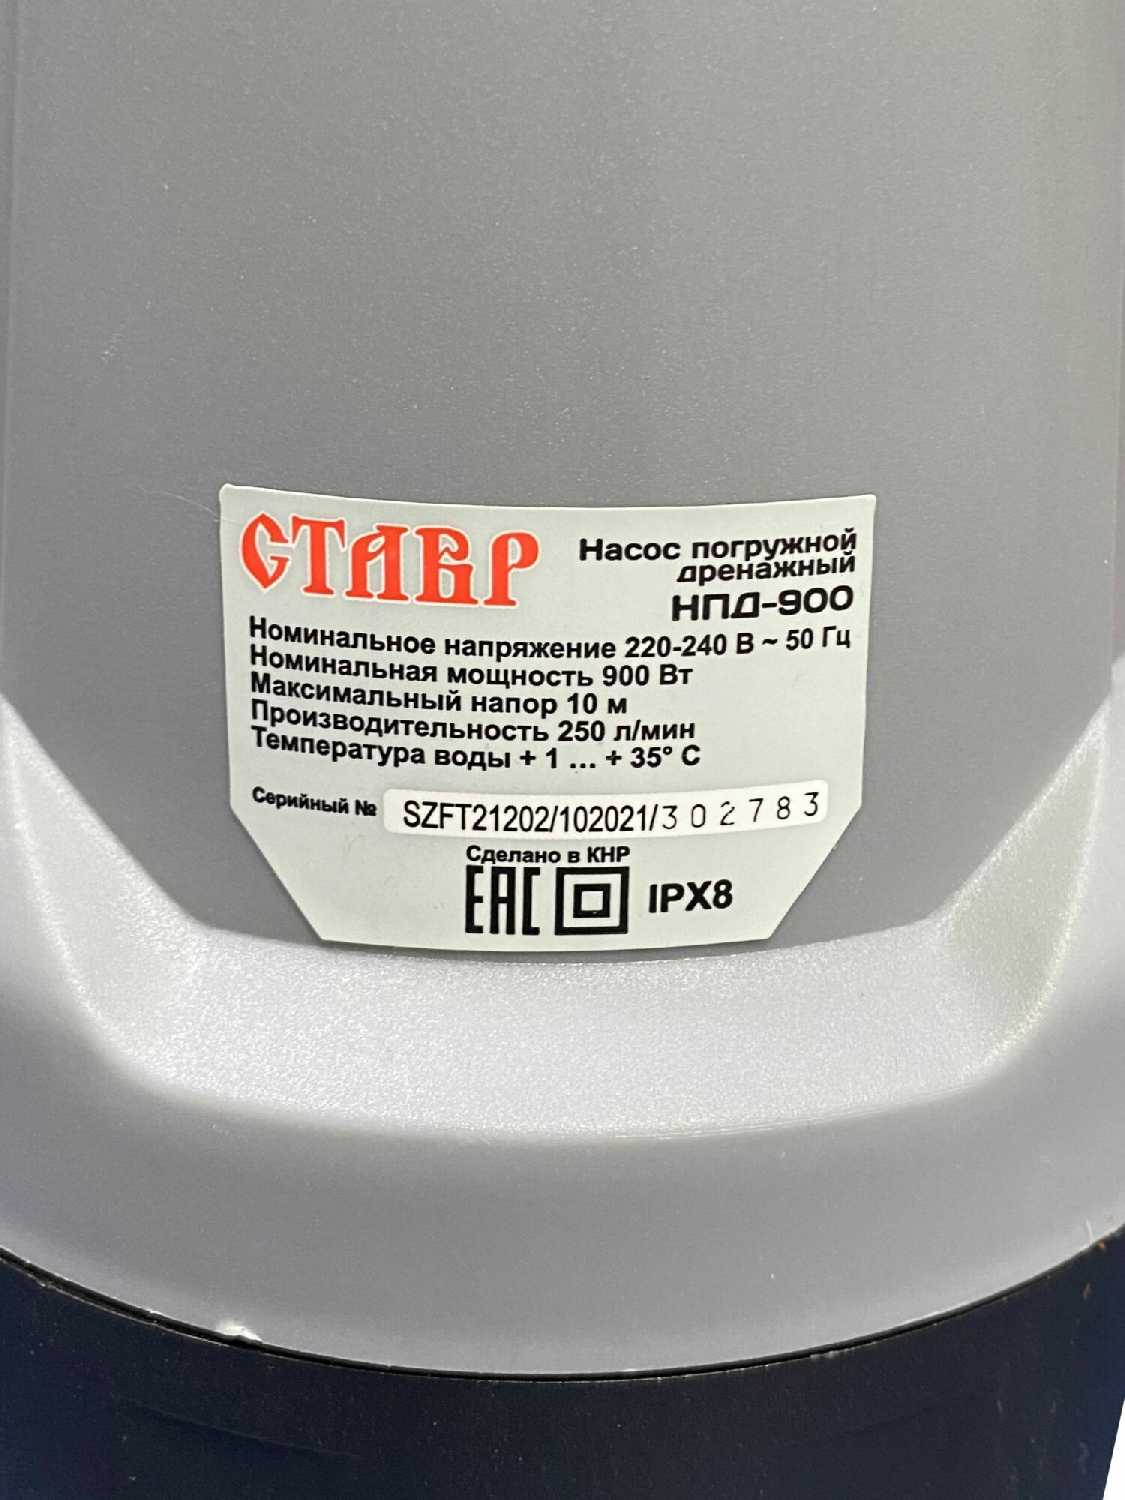 СТАВР
Насос погружной
дренажный
НПД-900
Номинальное напряжение 220-240 В ~ 50 Гц
Номинальная мощность 900 Вт
Максимальный напор 10 м
Производительность 250 л/мин
Температура воды + 1 ... + 35° С
Серийный № SZFT21202/102021/302783
Сделано в КНР
EAC IPX8